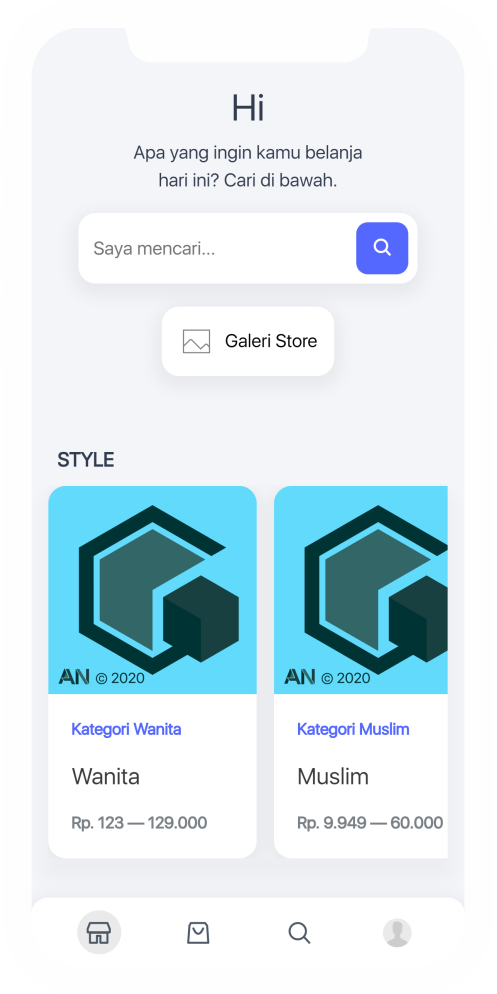 Hi
Apa yang ingin kamu belanja
hari ini? Cari di bawah.
Saya mencari...
Galeri Store
STYLE
AN © 2020
AN © 2020
Kategori Wanita
Kategori Muslim
Wanita
Muslim
Rp. 123 — 129.000
Rp. 9.949 — 60.000